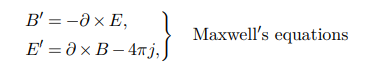 B′ = −∂ × E,
E′ = ∂ × B − 4πj,
Maxwell's equations